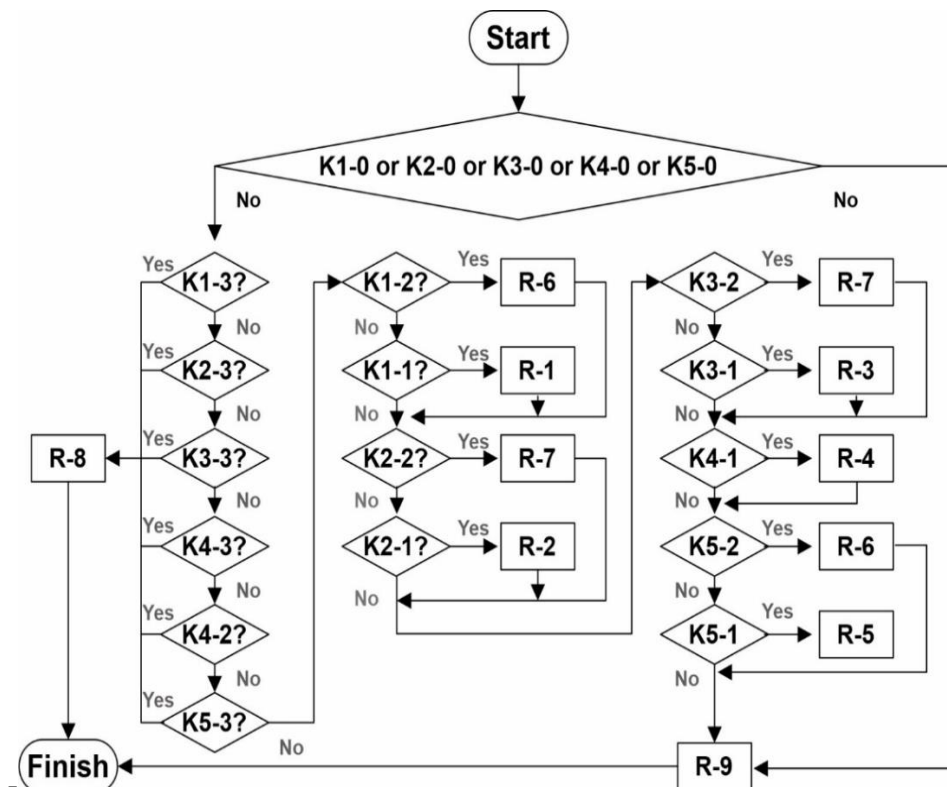 Start
K1-0 or K2-0 or K3-0 or K4-0 or K5-0
No
No
Yes
K1-3?
No
Yes
K2-3?
No
Yes
K3-3?
R-8
No
K4-3?
Yes
No
Yes
K4-2?
No
Yes
K5-3?
No
K1-2?
Yes
R-6
No
K1-1?
Yes
R-1
No
K2-2?
Yes
R-7
No
K2-1?
Yes
R-2
No
K3-2
Yes
R-7
No
K3-1
Yes
R-3
No
K4-1
Yes
R-4
No
K5-2
Yes
R-6
No
K5-1
Yes
R-5
No
R-9
Finish